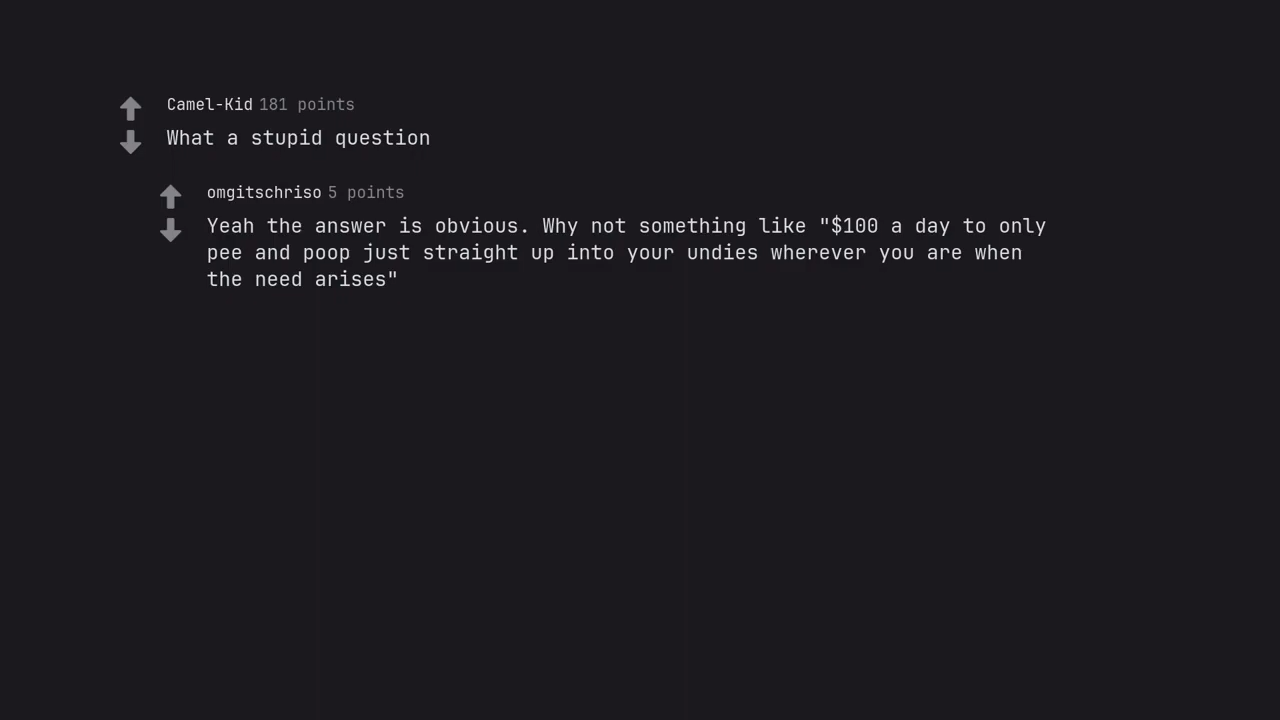 Camel-Kid 181 points
What a stupid question
omgitschriso 5 points
Yeah the answer is obvious. Why not something like "$100 a day to only
pee and poop just straight up into your undies wherever you are when
the need arises"